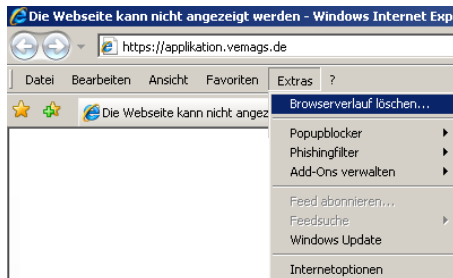 Die Webseite kann nicht angezeigt werden - Windows Internet Exp
https://applikation.vemags.de
Datei Bearbeiten Ansicht Favoriten Extras ?
Die Webseite kann nicht angez
Browserverlauf löschen...
Popupblocker
Phishingfilter
Add-Ons verwalten
Feed abonnieren...
Feedsuche
Windows Update
Internetoptionen